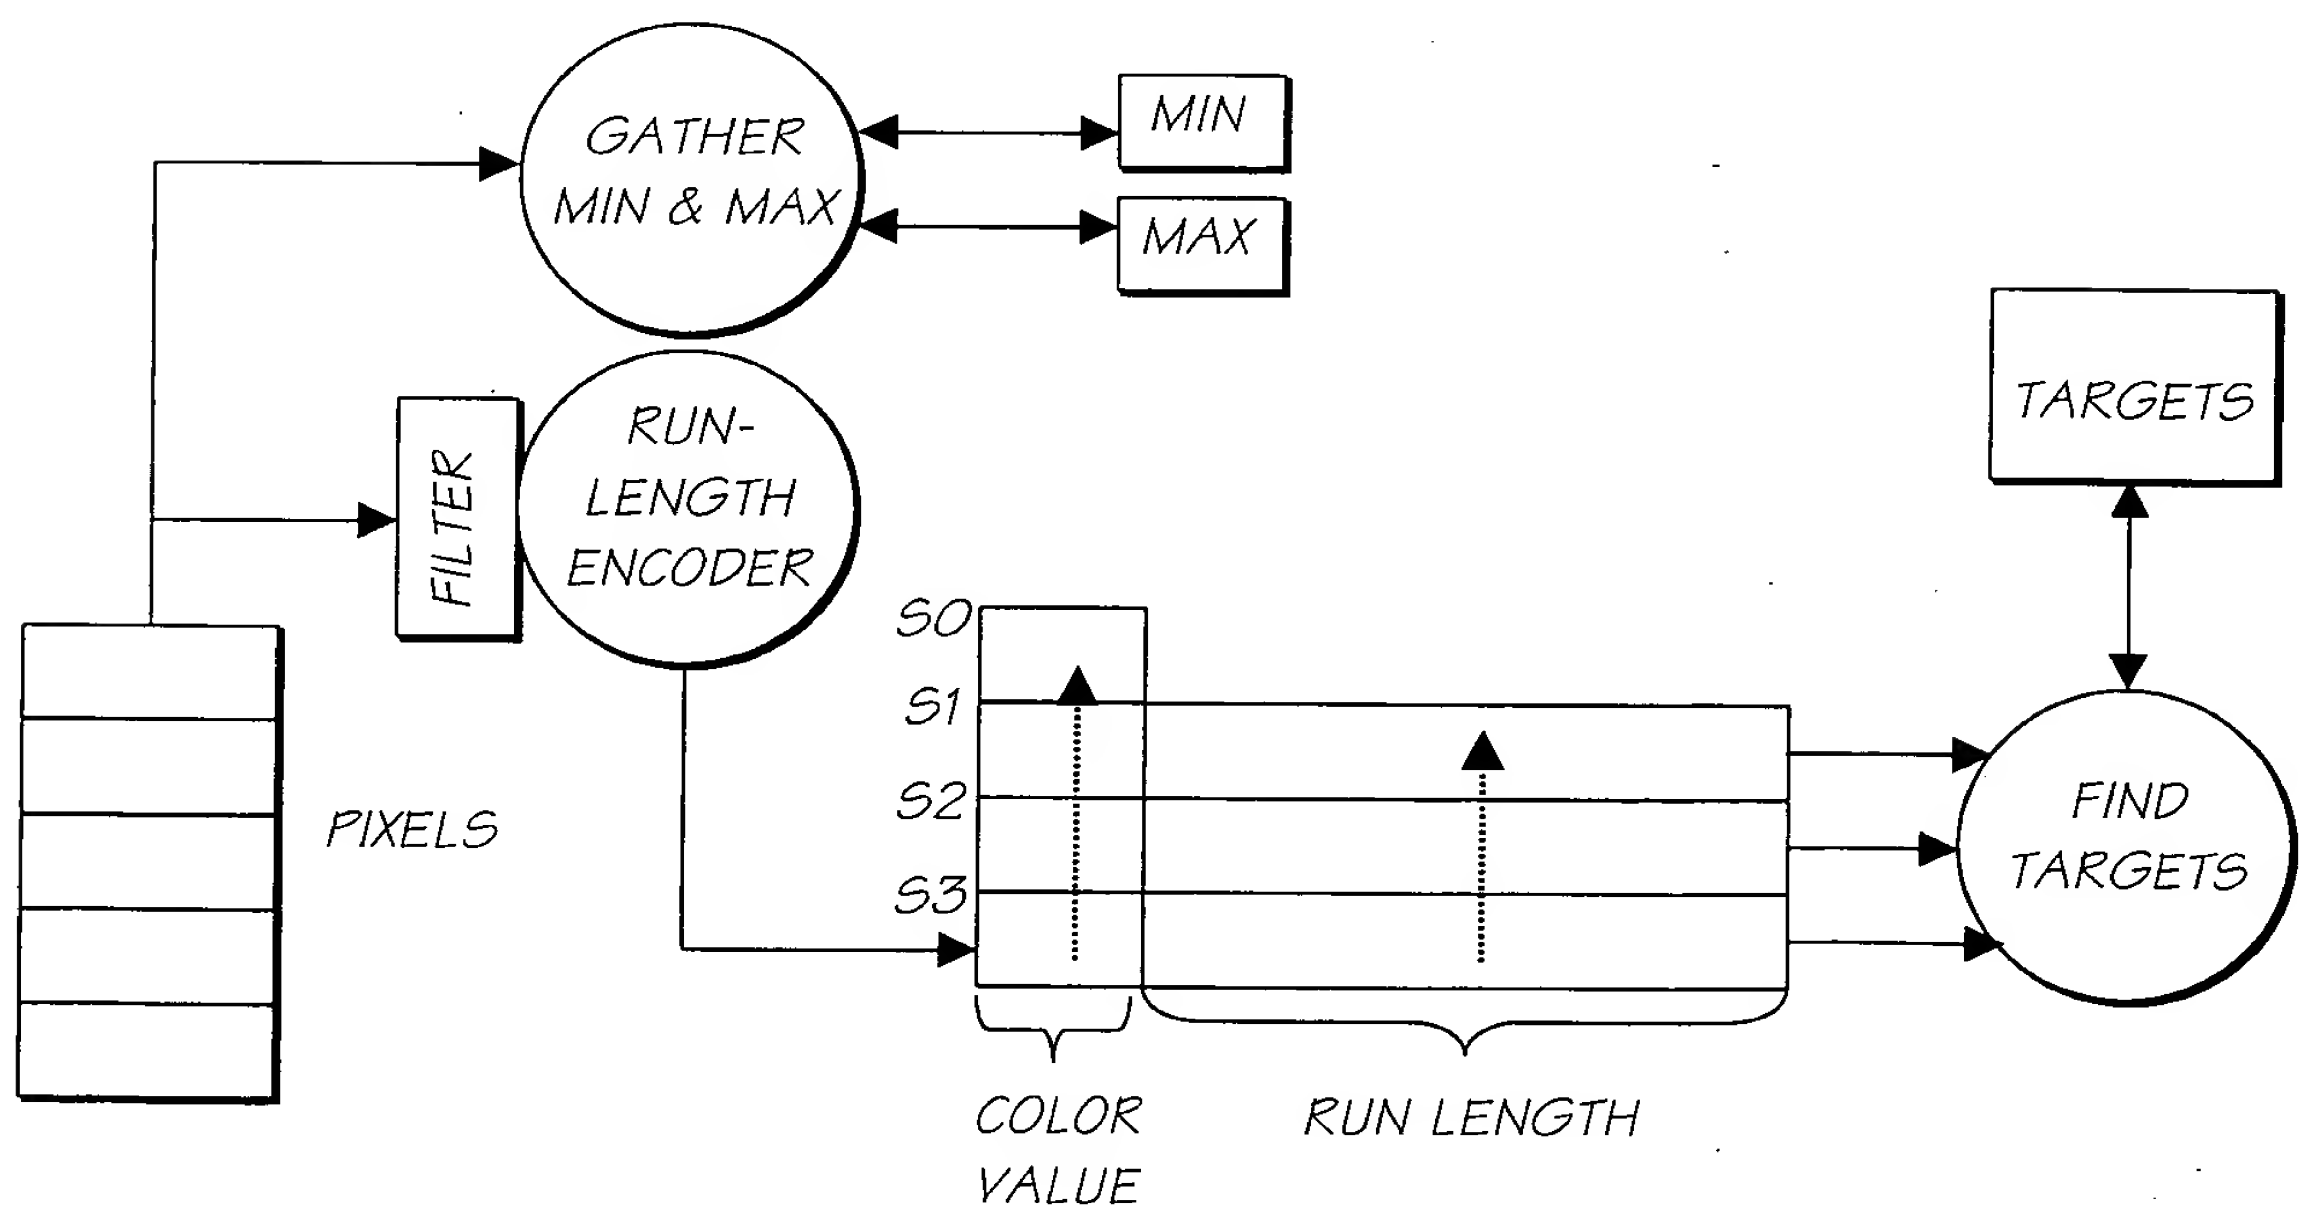 GATHER
MIN & MAX
MIN
MAX
TARGETS
FILTER
RUN-
LENGTH
ENCODER
S0
S1
S2
S3
PIXELS
FIND
TARGETS
COLOR
VALUE
RUN LENGTH